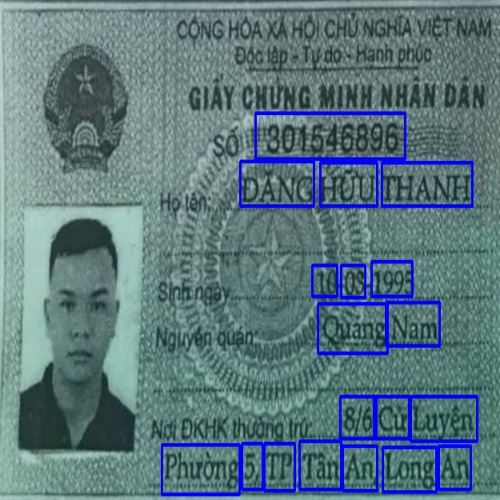 CỘNG HÒA XÃ HỘI CHỦ NGHĨA VIỆT NAM
Độc lập - Tự do - Hạnh phúc
GIẤY CHỨNG MINH NHÂN DÂN
SỐ 301546896
Họ tên: ĐẶNG HỮU THANH
Sinh ngày 10-03-1993
Nguyên quán: Quảng Nam
Nơi ĐKHK thường trú: 8/6 Cử Luyện
Phường 5, TP Tân An, Long An